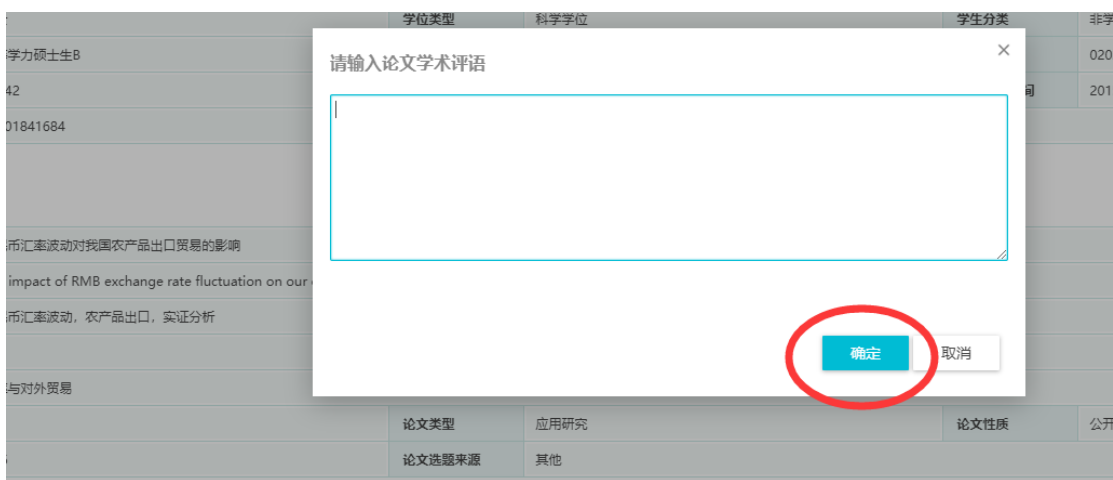 学位类型 科学学位 学生分类 非学
学力硕士生B 020
请输入论文学术评语
42 间 201
01841684
币汇率波动对我国农产品出口贸易的影响
impact of RMB exchange rate fluctuation on our
币汇率波动，农产品出口，实证分析
确定 取消
与对外贸易
论文类型 应用研究 论文性质 公开
论文选题来源 其他